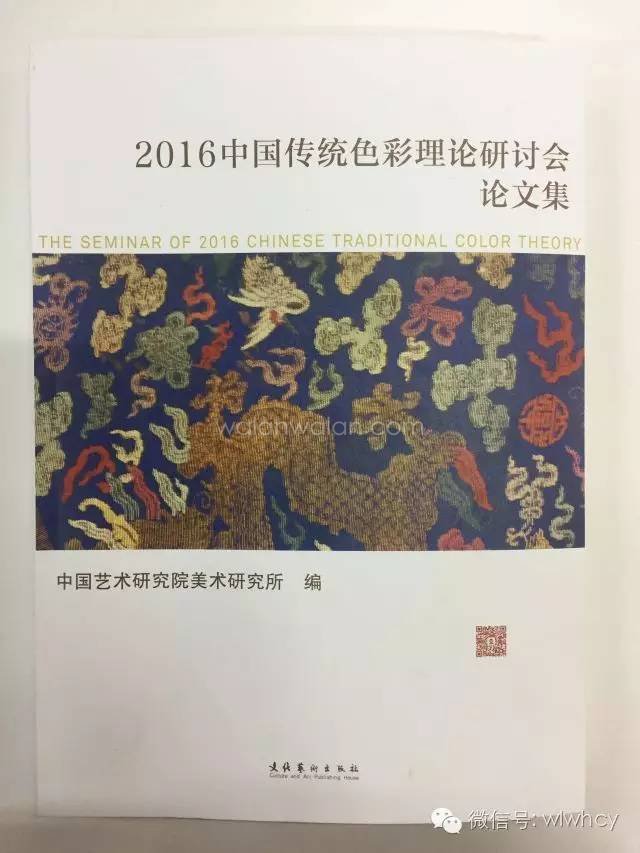 2016中国传统色彩理论研讨会
论文集
THE SEMINAR OF 2016 CHINESE TRADITIONAL COLOR THEORY
walanwalan.com
中国艺术研究院美术研究所 编
文化藝術出版社
Culture and Art Publishing House
微信号: wlwhcy